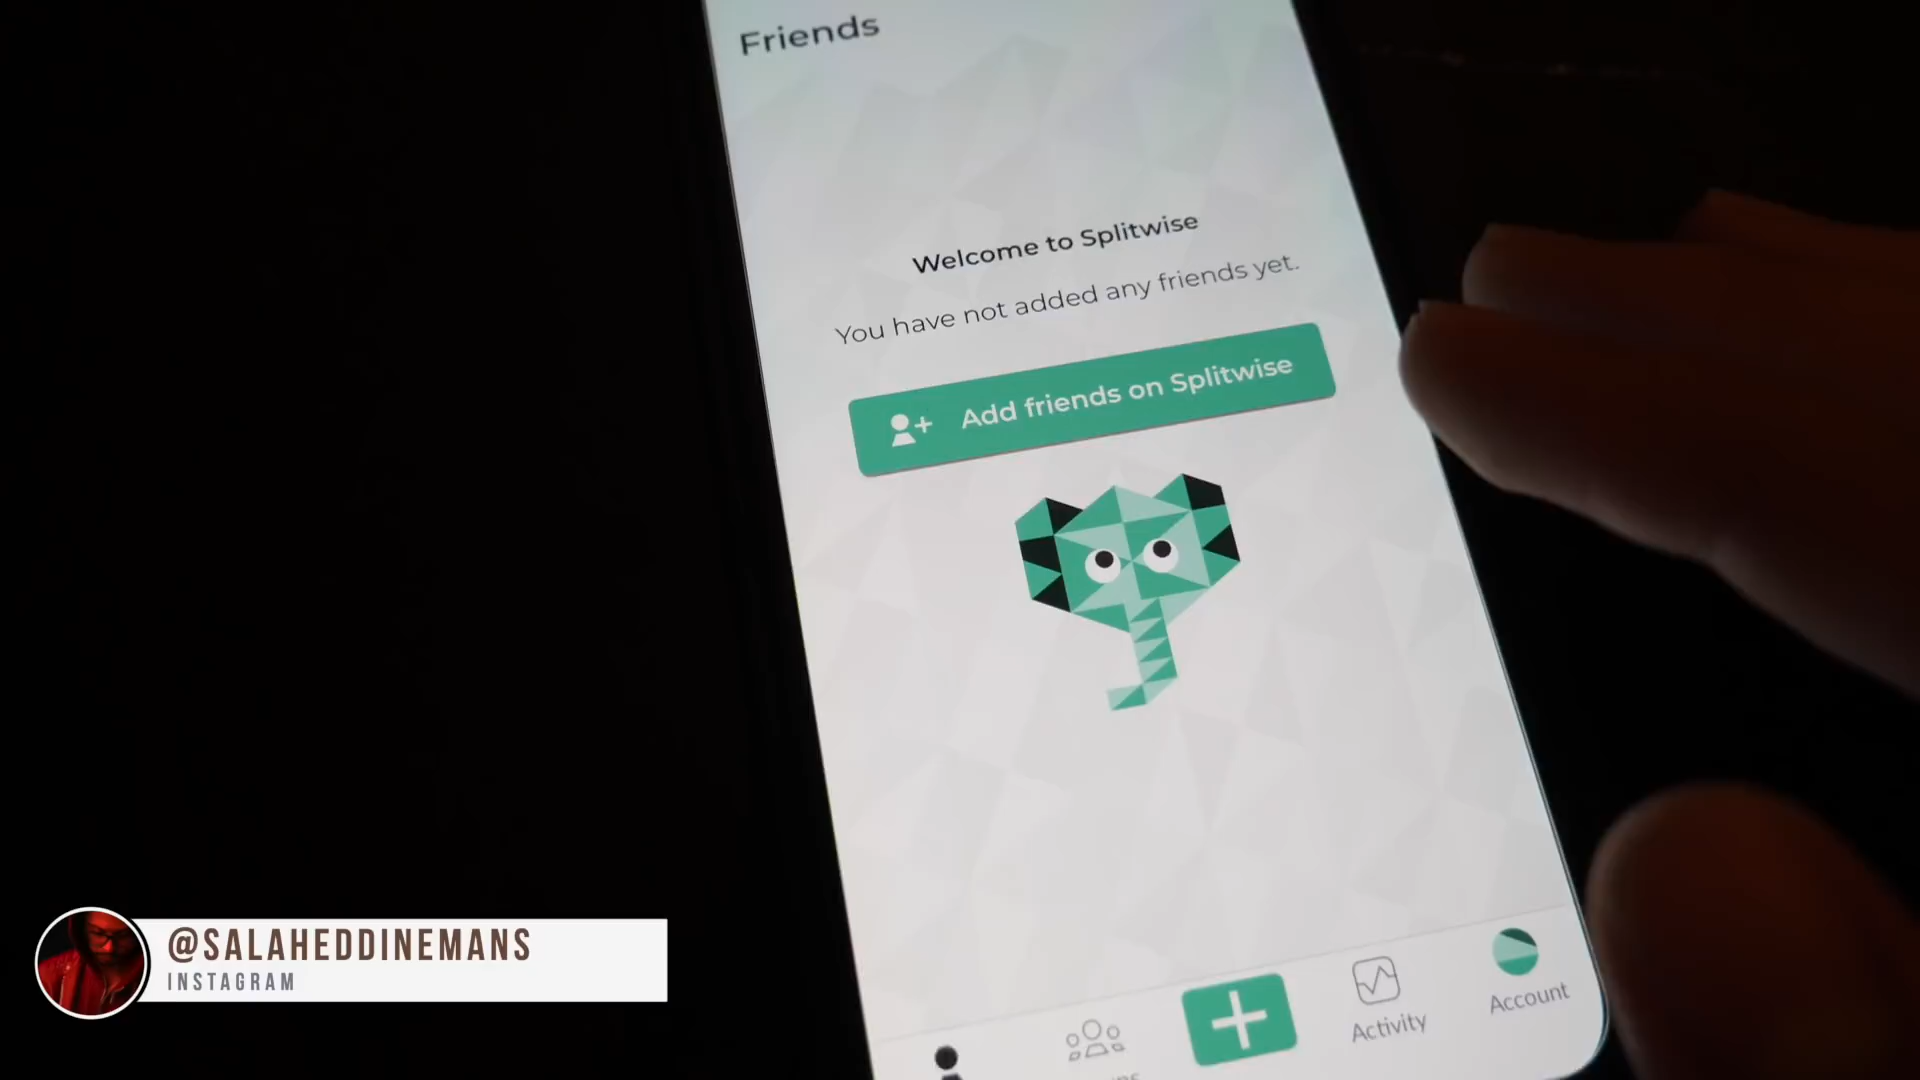 Friends
Welcome to Splitwise
You have not added any friends yet.
Add friends on Splitwise
Activity
Account
@SALAHEDDINEMANS
INSTAGRAM